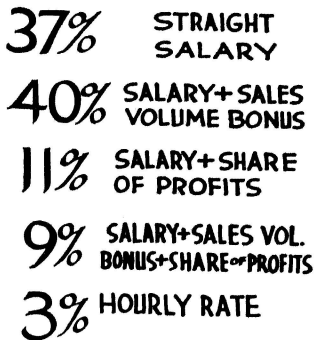 37% STRAIGHT
SALARY
40% SALARY+SALES
VOLUME BONUS
11% SALARY+SHARE
OF PROFITS
9% SALARY+SALES VOL.
BONUS+SHARE OF PROFITS
3% HOURLY RATE